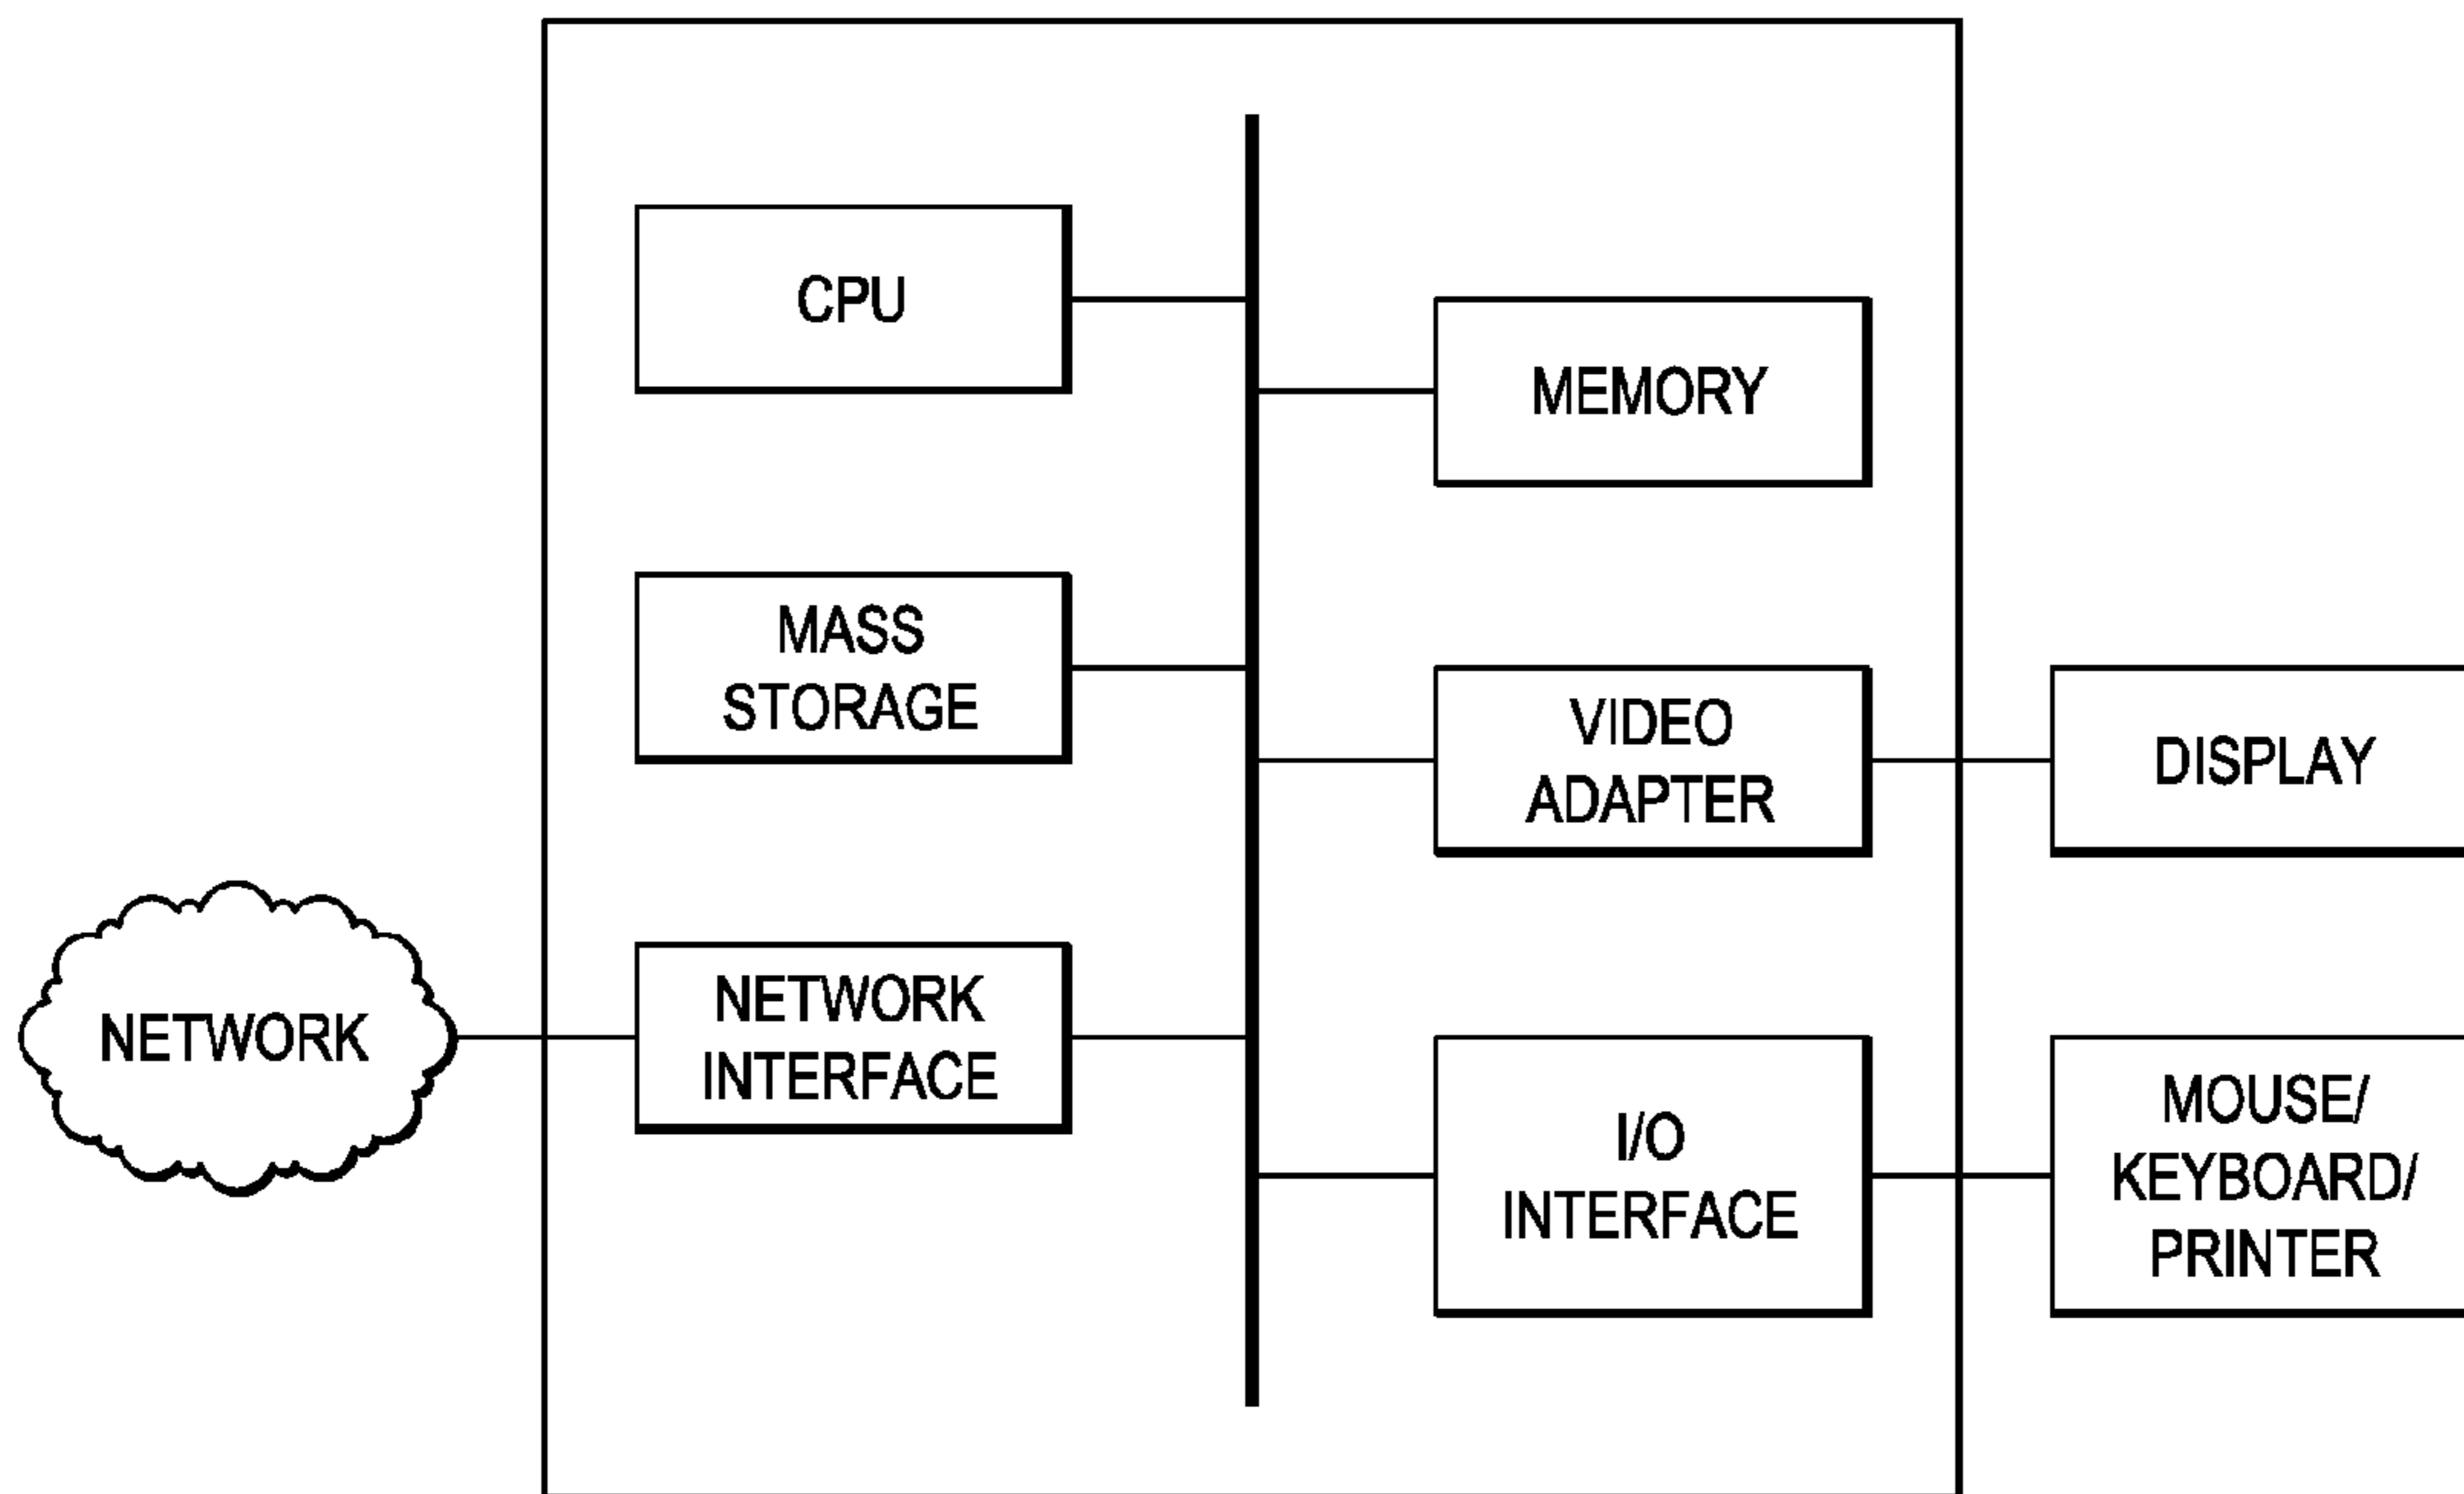 CPU
MEMORY
MASS
STORAGE
VIDEO
ADAPTER
DISPLAY
NETWORK
NETWORK
INTERFACE
I/O
INTERFACE
MOUSE/
KEYBOARD/
PRINTER